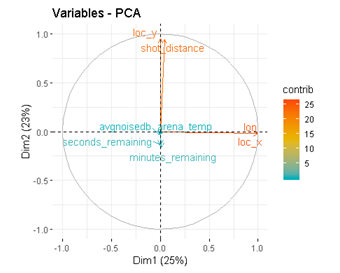 Variables - PCA
1.0
0.5
0.0
-0.5
-1.0
Dim2 (23%)
loc_y
shot_distance
avgnoisedb arena_temp
lon
seconds_remaining
loc_x
minutes_remaining
-1.0 -0.5 0.0 0.5 1.0
Dim1 (25%)
contrib
25
20
15
10
5